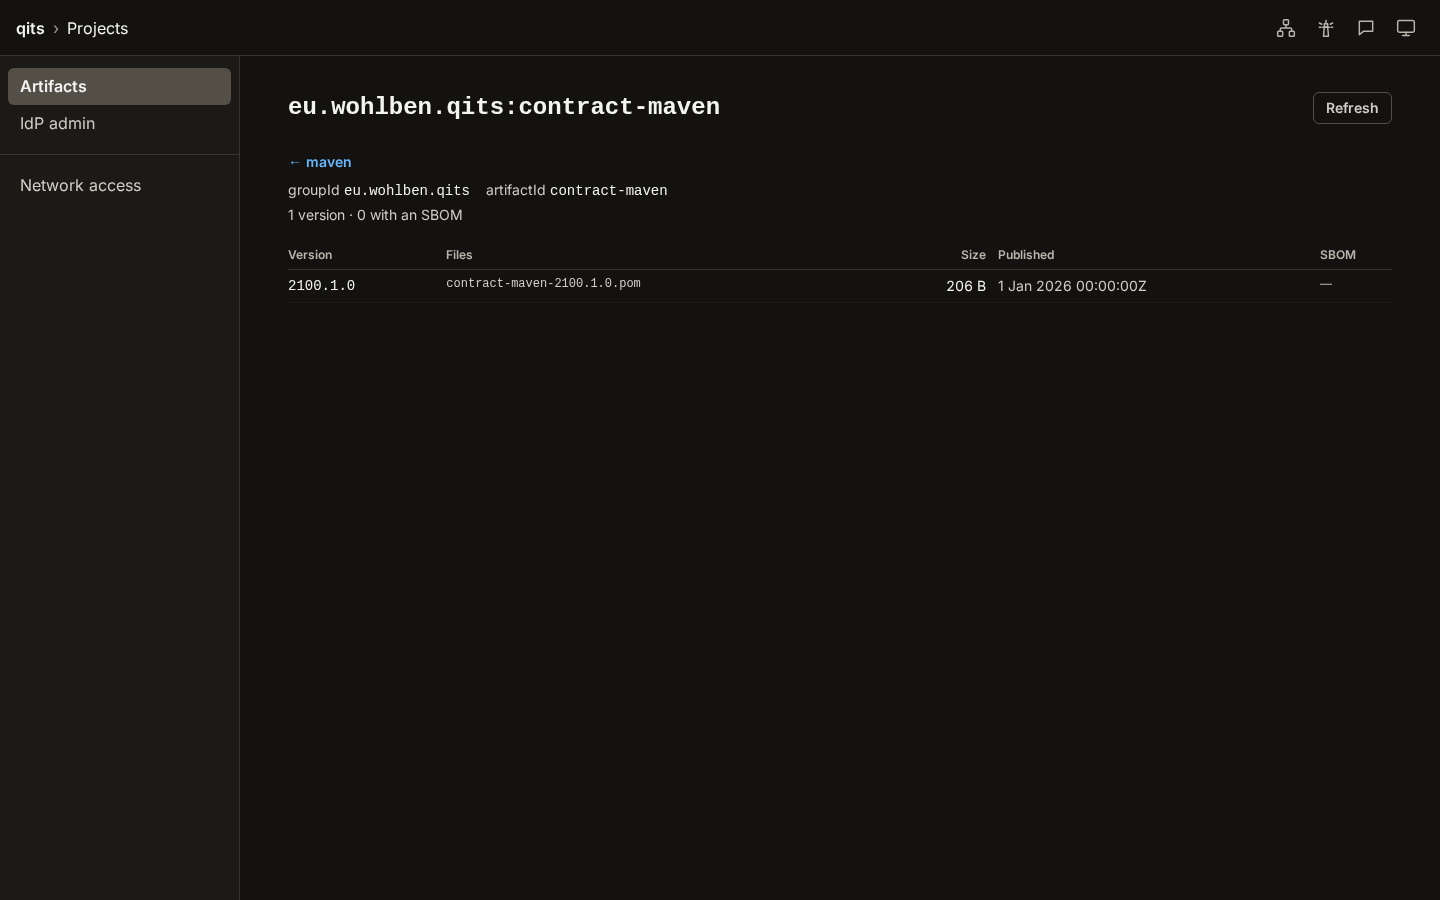 qits › Projects
Artifacts
IdP admin
Network access
eu.wohlben.qits:contract-maven
Refresh
← maven
groupId eu.wohlben.qits artifactId contract-maven
1 version · 0 with an SBOM
Version Files Size Published SBOM
2100.1.0 contract-maven-2100.1.0.pom 206 B 1 Jan 2026 00:00:00Z —